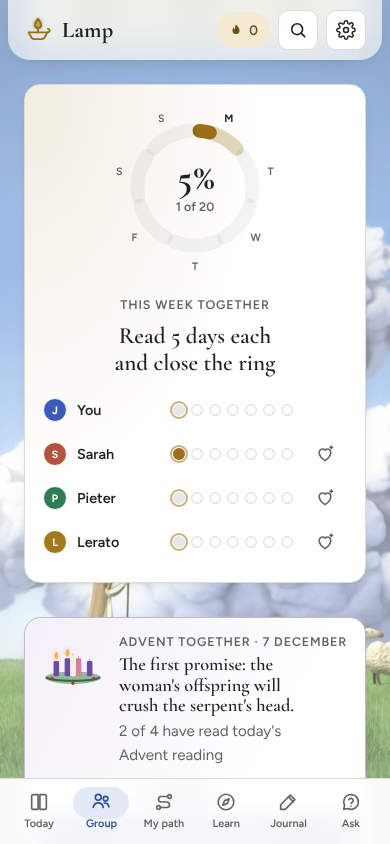 Lamp
0
S
M
S
T
5%
1 of 20
F
W
T
THIS WEEK TOGETHER
Read 5 days each
and close the ring
J You
S Sarah
P Pieter
L Lerato
ADVENT TOGETHER · 7 DECEMBER
The first promise: the
woman's offspring will
crush the serpent's head.
2 of 4 have read today's
Advent reading
Today
Group
My path
Learn
Journal
Ask